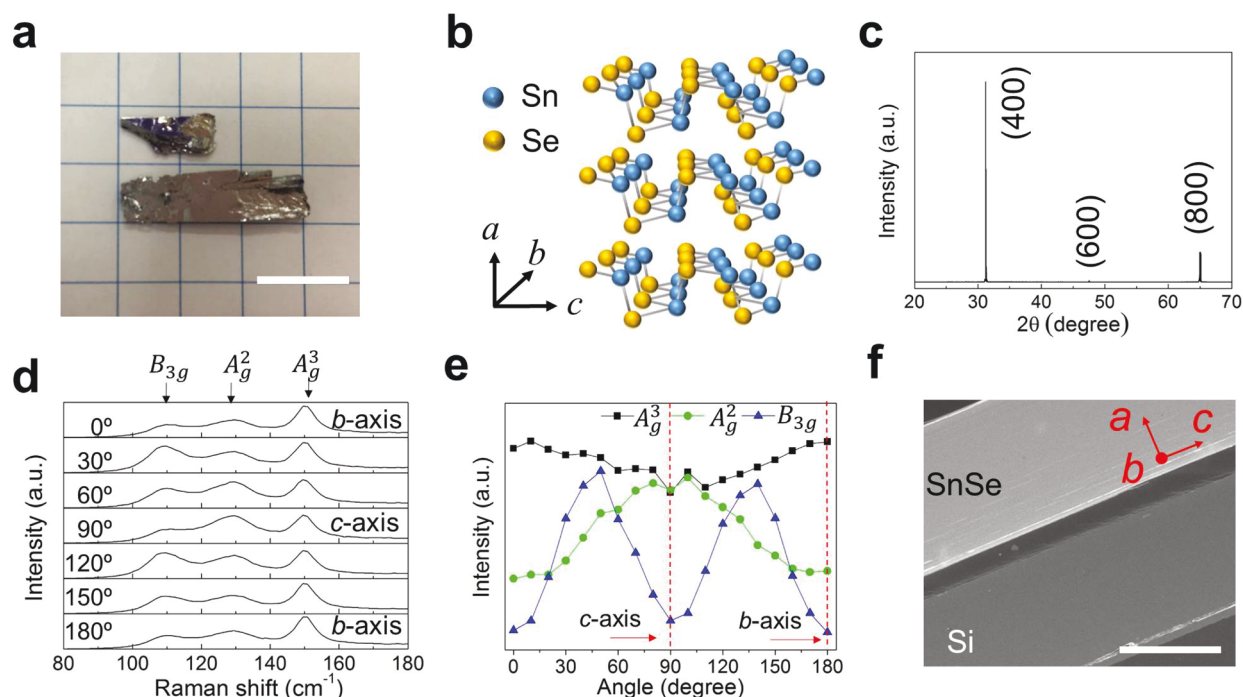 a
b
Sn
Se
a
b
c
c
Intensity (a.u.)
(400)
(600)
(800)
20 30 40 50 60 70
2θ (degree)
d
B3g A²g A³g
Intensity (a.u.)
0º b-axis
30º
60º
90º c-axis
120º
150º
180º b-axis
80 100 120 140 160 180
Raman shift (cm⁻¹)
e
A³g A²g B3g
Intensity (a.u.)
c-axis b-axis
0 30 60 90 120 150 180
Angle (degree)
f
a
c
b
SnSe
Si